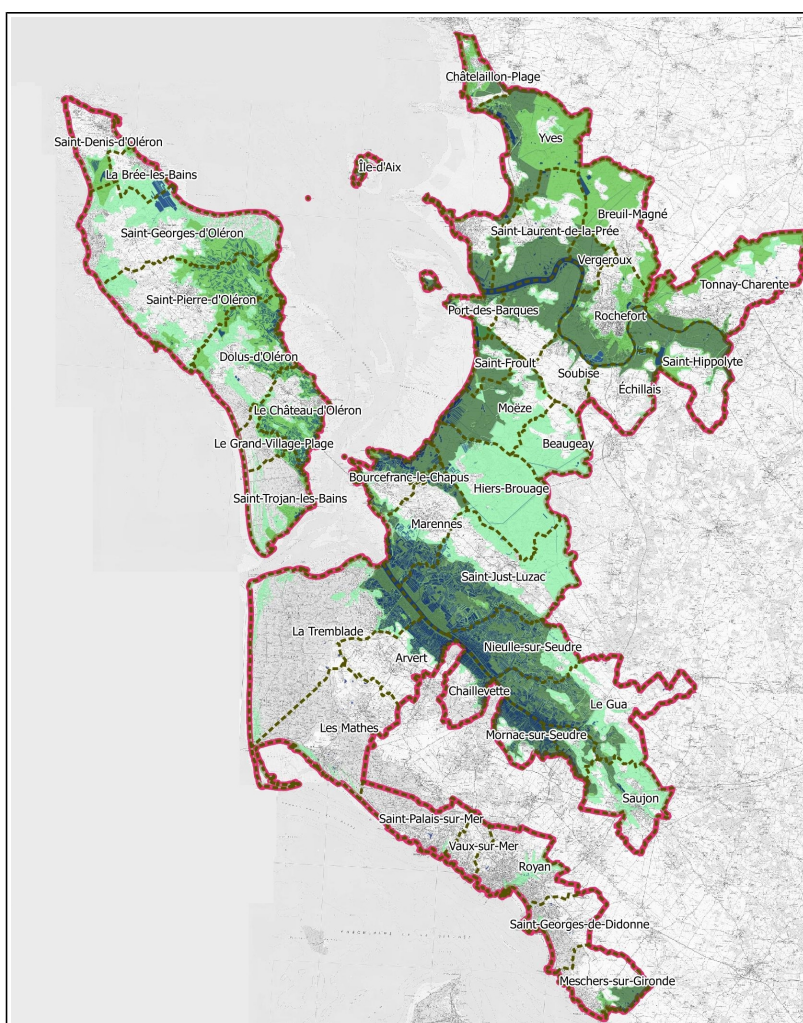 Châtelaillon-Plage
Yves
Saint-Denis-d'Oléron
Île-d'Aix
La Brée-les-Bains
Breuil-Magné
Saint-Laurent-de-la-Prée
Saint-Georges-d'Oléron
Vergeroux
Tonnay-Charente
Saint-Pierre-d'Oléron
Port-des-Barques
Rochefort
Dolus-d'Oléron
Saint-Froult
Saint-Hippolyte
Soubise
Échillais
Le Château-d'Oléron
Moëze
Le Grand-Village-Plage
Beaugeay
Bourcefranc-le-Chapus
Hiers-Brouage
Saint-Trojan-les-Bains
Marennes
Saint-Just-Luzac
La Tremblade
Nieulle-sur-Seudre
Arvert
Chaillevette
Le Gua
Les Mathes
Mornac-sur-Seudre
Saujon
Saint-Palais-sur-Mer
Vaux-sur-Mer
Royan
Saint-Georges-de-Didonne
Meschers-sur-Gironde